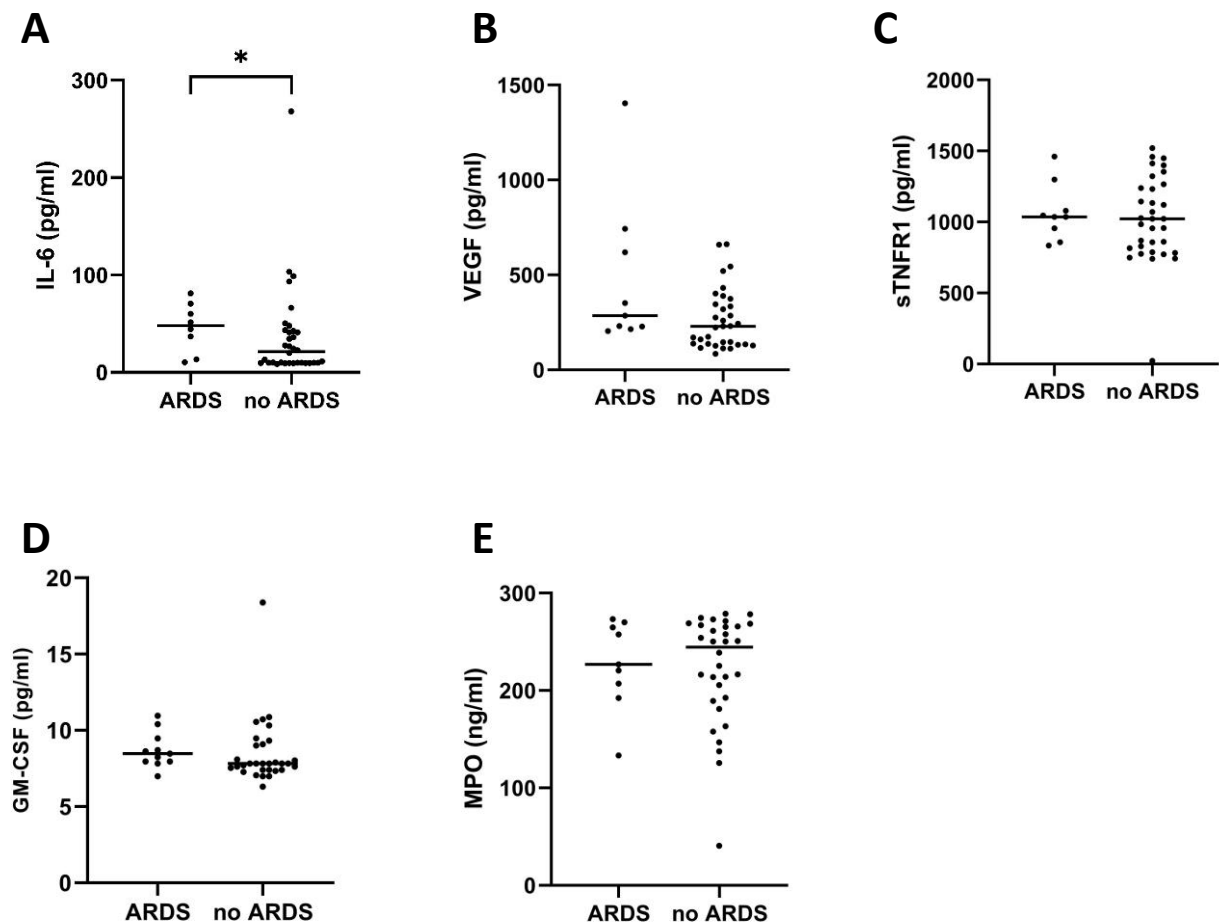 A
*
300
200
100
0
IL-6 (pg/ml)
ARDS no ARDS
B
1500
1000
500
0
VEGF (pg/ml)
ARDS no ARDS
C
2000
1500
1000
500
0
sTNFR1 (pg/ml)
ARDS no ARDS
D
20
15
10
5
0
GM-CSF (pg/ml)
ARDS no ARDS
E
300
200
100
0
MPO (ng/ml)
ARDS no ARDS